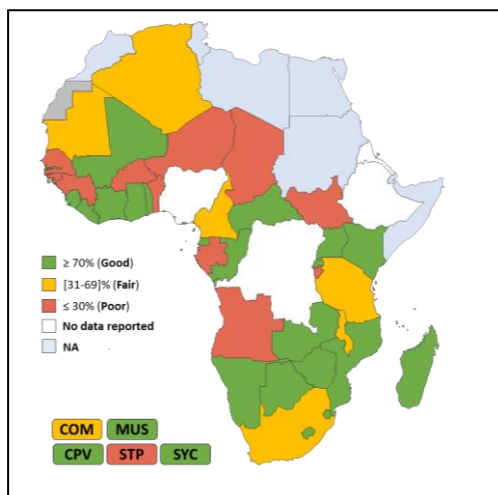 ≥ 70% (Good)
[31-69]% (Fair)
≤ 30% (Poor)
No data reported
NA
COM MUS
CPV STP SYC